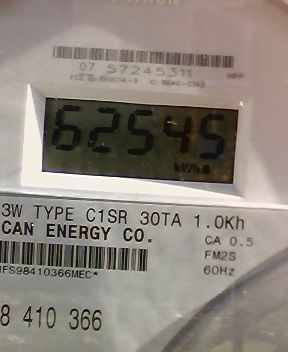 07 57245311
62545
kWh
3W TYPE C1SR 30TA 1.0Kh
CAN ENERGY CO.
CA 0.5
FM2S
60Hz
FS98410366MEC*
8 410 366